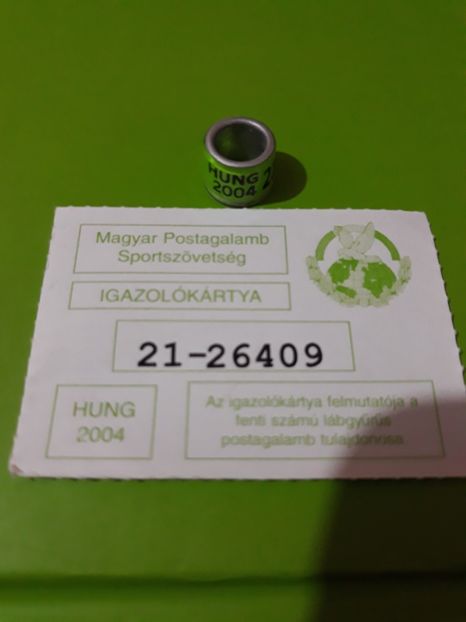 HUNG 2
2004
Magyar Postagalamb
Sportszövetség
IGAZOLÓKÁRTYA
21-26409
HUNG
2004
Az igazolókártya felmutatója a
fenti számú lábgyűrűs
postagalamb tulajdonosa